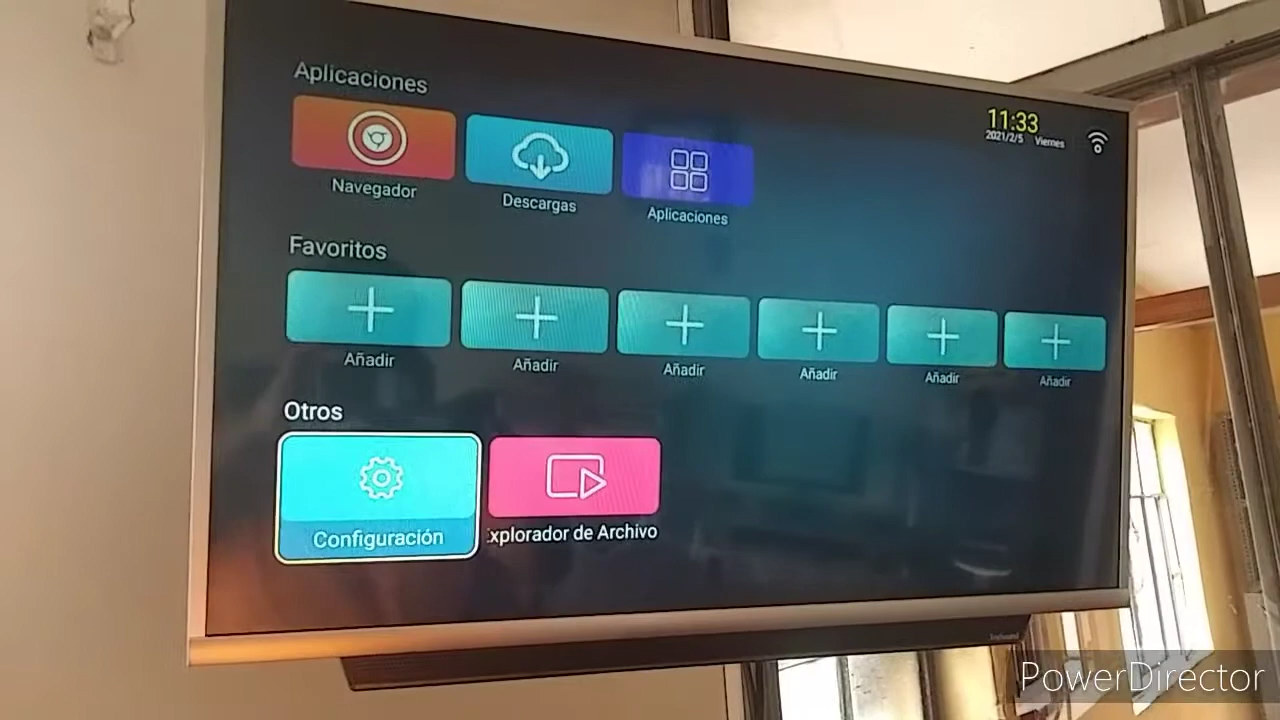 Aplicaciones
11:33
2021/2/5 Viernes
Navegador
Descargas
Aplicaciones
Favoritos
Añadir
Añadir
Añadir
Añadir
Añadir
Añadir
Otros
Configuración
xplorador de Archivo
PowerDirector